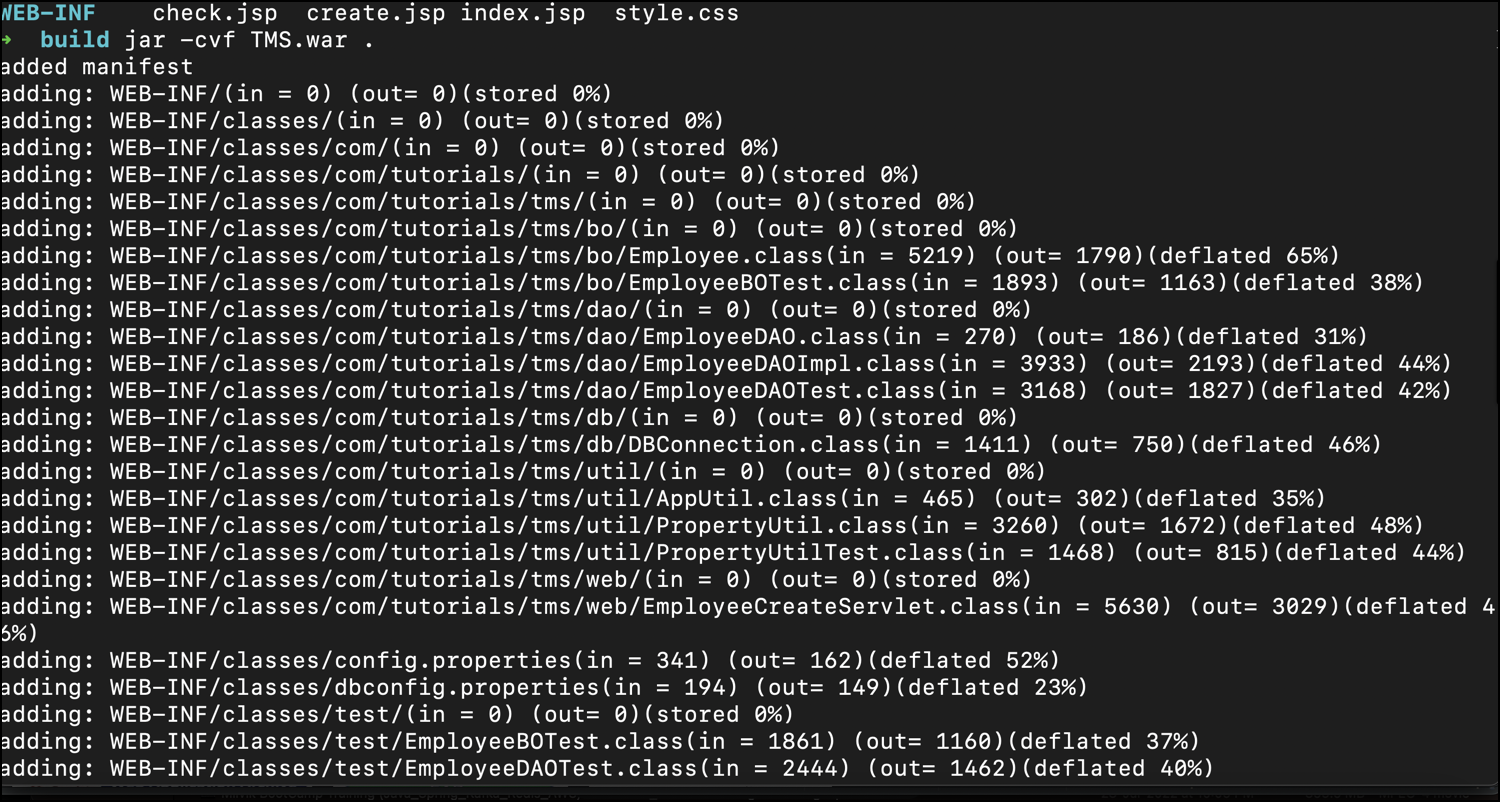 WEB-INF    check.jsp  create.jsp index.jsp  style.css
→  build jar -cvf TMS.war .
added manifest
adding: WEB-INF/(in = 0) (out= 0)(stored 0%)
adding: WEB-INF/classes/(in = 0) (out= 0)(stored 0%)
adding: WEB-INF/classes/com/(in = 0) (out= 0)(stored 0%)
adding: WEB-INF/classes/com/tutorials/(in = 0) (out= 0)(stored 0%)
adding: WEB-INF/classes/com/tutorials/tms/(in = 0) (out= 0)(stored 0%)
adding: WEB-INF/classes/com/tutorials/tms/bo/(in = 0) (out= 0)(stored 0%)
adding: WEB-INF/classes/com/tutorials/tms/bo/Employee.class(in = 5219) (out= 1790)(deflated 65%)
adding: WEB-INF/classes/com/tutorials/tms/bo/EmployeeBOTest.class(in = 1893) (out= 1163)(deflated 38%)
adding: WEB-INF/classes/com/tutorials/tms/dao/(in = 0) (out= 0)(stored 0%)
adding: WEB-INF/classes/com/tutorials/tms/dao/EmployeeDAO.class(in = 270) (out= 186)(deflated 31%)
adding: WEB-INF/classes/com/tutorials/tms/dao/EmployeeDAOImpl.class(in = 3933) (out= 2193)(deflated 44%)
adding: WEB-INF/classes/com/tutorials/tms/dao/EmployeeDAOTest.class(in = 3168) (out= 1827)(deflated 42%)
adding: WEB-INF/classes/com/tutorials/tms/db/(in = 0) (out= 0)(stored 0%)
adding: WEB-INF/classes/com/tutorials/tms/db/DBConnection.class(in = 1411) (out= 750)(deflated 46%)
adding: WEB-INF/classes/com/tutorials/tms/util/(in = 0) (out= 0)(stored 0%)
adding: WEB-INF/classes/com/tutorials/tms/util/AppUtil.class(in = 465) (out= 302)(deflated 35%)
adding: WEB-INF/classes/com/tutorials/tms/util/PropertyUtil.class(in = 3260) (out= 1672)(deflated 48%)
adding: WEB-INF/classes/com/tutorials/tms/util/PropertyUtilTest.class(in = 1468) (out= 815)(deflated 44%)
adding: WEB-INF/classes/com/tutorials/tms/web/(in = 0) (out= 0)(stored 0%)
adding: WEB-INF/classes/com/tutorials/tms/web/EmployeeCreateServlet.class(in = 5630) (out= 3029)(deflated 4
6%)
adding: WEB-INF/classes/config.properties(in = 341) (out= 162)(deflated 52%)
adding: WEB-INF/classes/dbconfig.properties(in = 194) (out= 149)(deflated 23%)
adding: WEB-INF/classes/test/(in = 0) (out= 0)(stored 0%)
adding: WEB-INF/classes/test/EmployeeBOTest.class(in = 1861) (out= 1160)(deflated 37%)
adding: WEB-INF/classes/test/EmployeeDAOTest.class(in = 2444) (out= 1462)(deflated 40%)